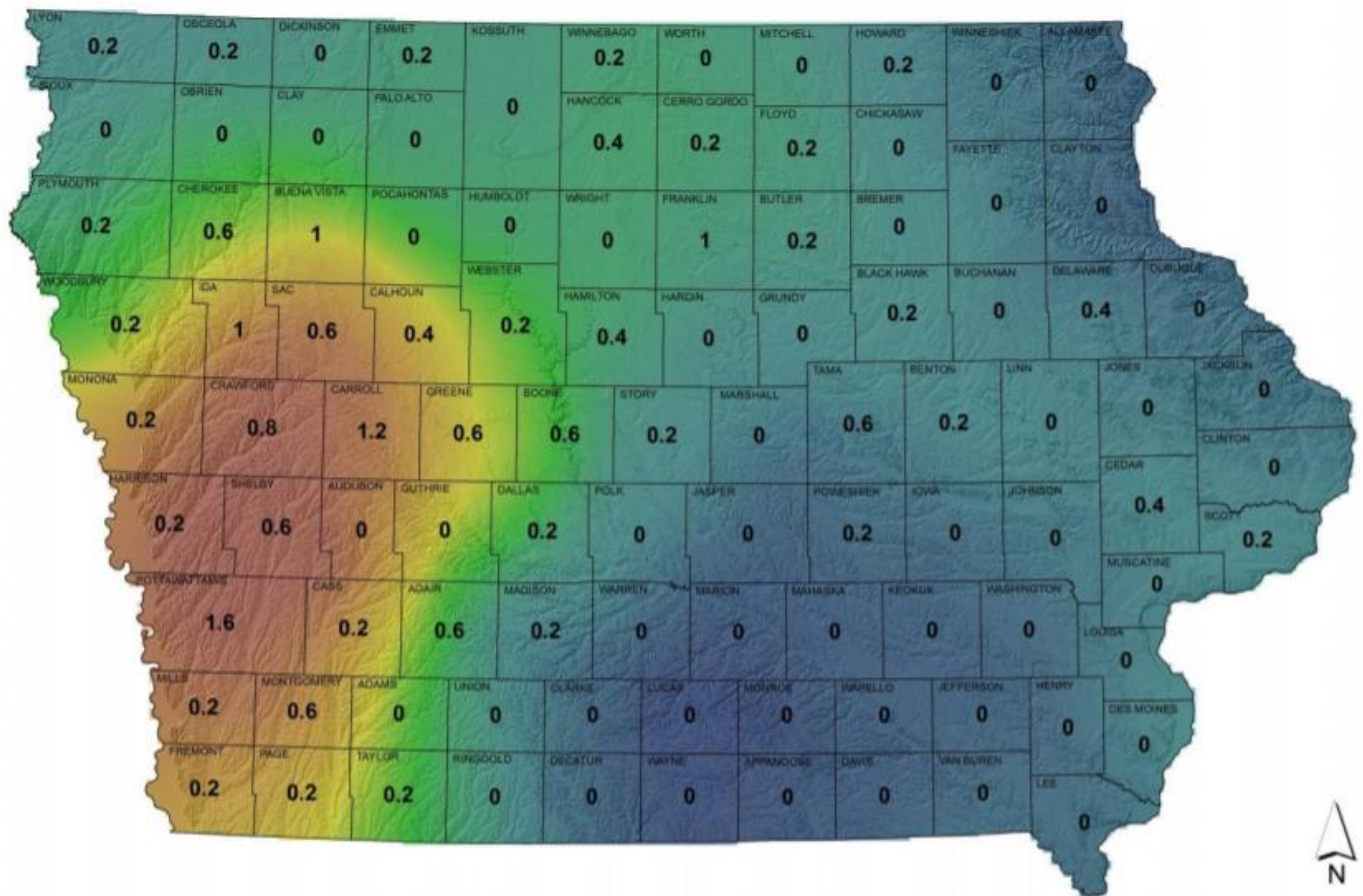 LYON OSCEOLA DICKINSON EMMET KOSSUTH WINNEBAGO WORTH MITCHELL HOWARD WINNESHIEK ALLAMAKEE
0.2 0.2 0 0.2 0 0.2 0 0 0.2 0 0
SIOUX OBRIEN CLAY PALO ALTO HANCOCK CERRO GORDO FLOYD CHICKASAW FAYETTE CLAYTON
0 0 0 0 0.4 0.2 0.2 0 0 0
PLYMOUTH CHEROKEE BUENA VISTA POCAHONTAS HUMBOLDT WRIGHT FRANKLIN BUTLER BREMER
0.2 0.6 1 0 0 0 1 0.2 0
WOODBURY IDA SAC CALHOUN WEBSTER HAMILTON HARDIN GRUNDY BLACK HAWK BUCHANAN DELAWARE DUBUQUE
0.2 1 0.6 0.4 0.2 0.4 0 0 0.2 0 0.4 0
MONONA CRAWFORD CARROLL GREENE BOONE STORY MARSHALL TAMA BENTON LINN JONES JACKSON
0.2 0.8 1.2 0.6 0.6 0.2 0 0.6 0.2 0 0 0
CLINTON
0
HARRISON SHELBY AUDUBON GUTHRIE DALLAS POLK JASPER POWESHIEK IOWA JOHNSON CEDAR SCOTT
0.2 0.6 0 0 0.2 0 0 0.2 0 0 0.4 0.2
POTTAWATTAMIE CASS ADAIR MADISON WARREN MARION MAHASKA KEOKUK WASHINGTON MUSCATINE
1.6 0.2 0.6 0.2 0 0 0 0 0 0
LOUISA
0
MILLS MONTGOMERY ADAMS UNION CLARKE LUCAS MONROE WAPELLO JEFFERSON HENRY DES MOINES
0.2 0.6 0 0 0 0 0 0 0 0 0
FREMONT PAGE TAYLOR RINGGOLD DECATUR WAYNE APPANOOSE DAVIS VAN BUREN LEE
0.2 0.2 0.2 0 0 0 0 0 0 0
N